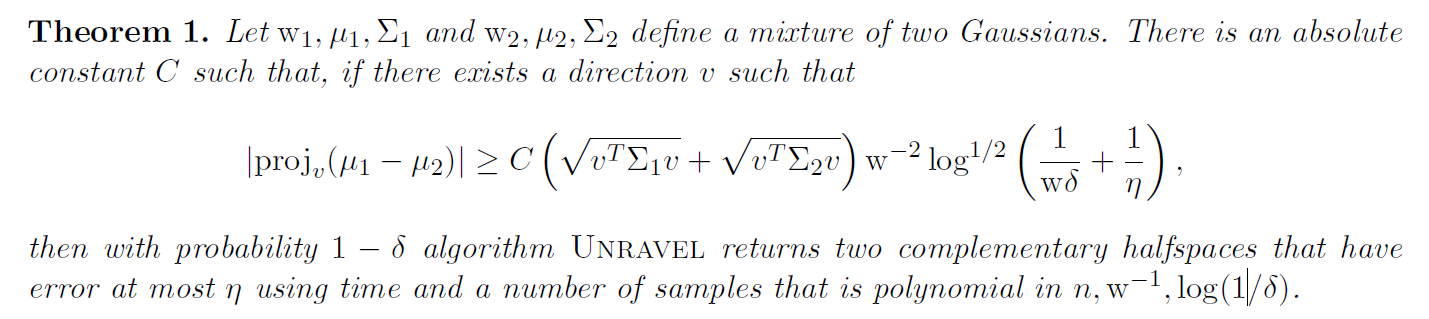 Theorem 1. Let w₁, μ₁, Σ₁ and w₂, μ₂, Σ₂ define a mixture of two Gaussians. There is an absolute
constant C such that, if there exists a direction v such that
|projᵥ(μ₁ − μ₂)| ≥ C (√(vᵀΣ₁v) + √(vᵀΣ₂v)) w⁻² log^{1/2} (1/(wδ) + 1/η),
then with probability 1 − δ algorithm UNRAVEL returns two complementary halfspaces that have
error at most η using time and a number of samples that is polynomial in n, w⁻¹, log(1/δ).